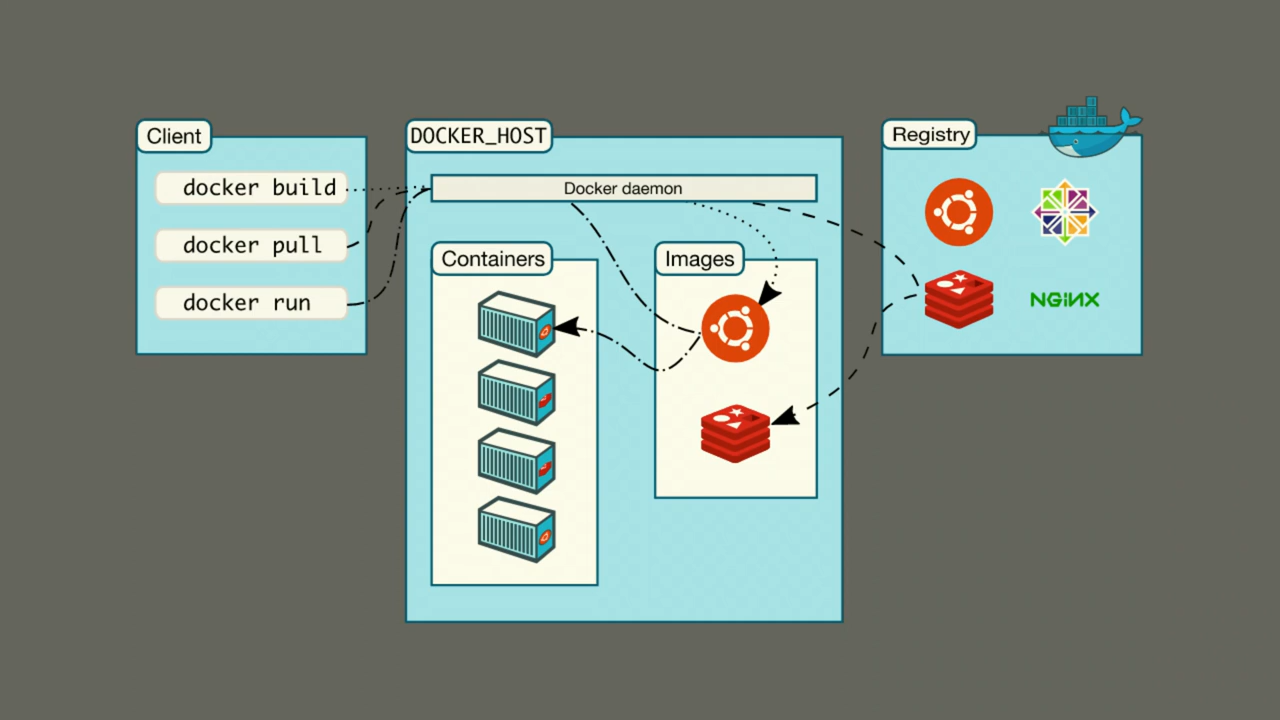 Client
docker build
docker pull
docker run
DOCKER_HOST
Docker daemon
Containers
Images
Registry
NGINX